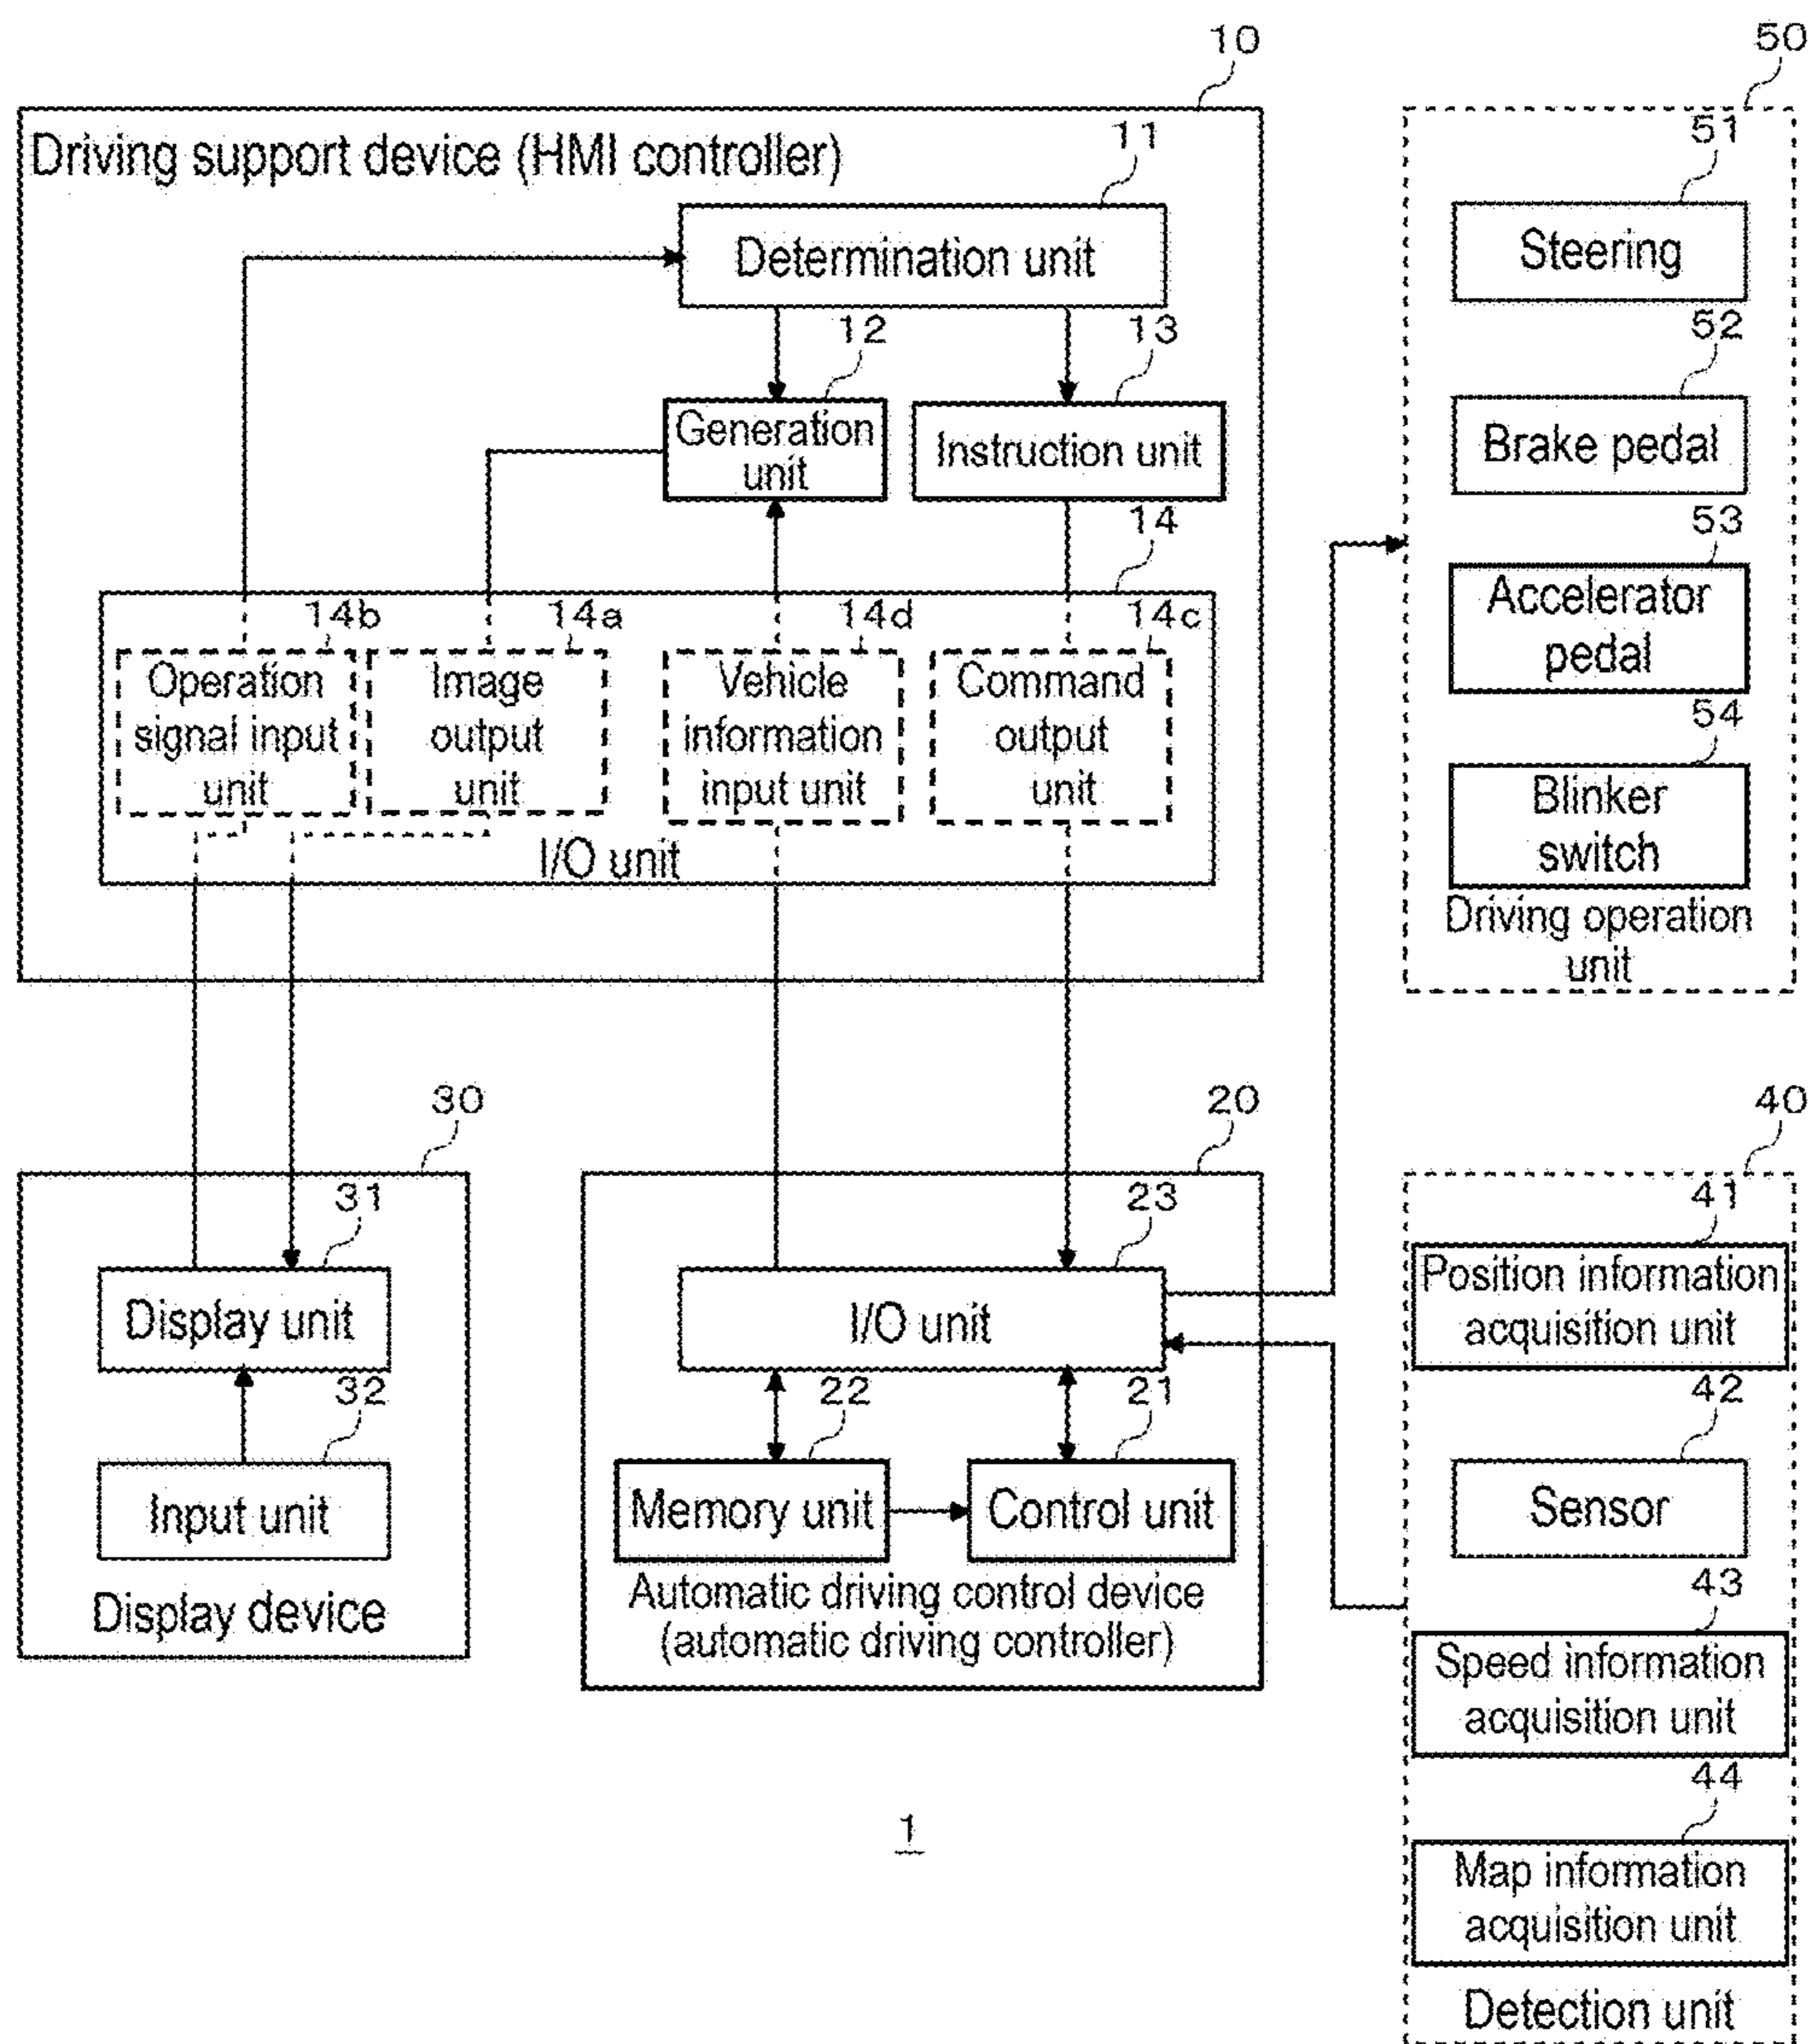 10
Driving support device (HMI controller)
11
Determination unit
12
13
Generation
unit
Instruction unit
14
14b
14a
14d
14c
Operation
signal input
unit
Image
output
unit
Vehicle
information
input unit
Command
output
unit
I/O unit
50
51
Steering
52
Brake pedal
53
Accelerator
pedal
54
Blinker
switch
Driving operation
unit
30
31
Display unit
32
Input unit
Display device
20
23
I/O unit
22
21
Memory unit
Control unit
Automatic driving control device
(automatic driving controller)
40
41
Position information
acquisition unit
42
Sensor
43
Speed information
acquisition unit
44
Map information
acquisition unit
Detection unit
1